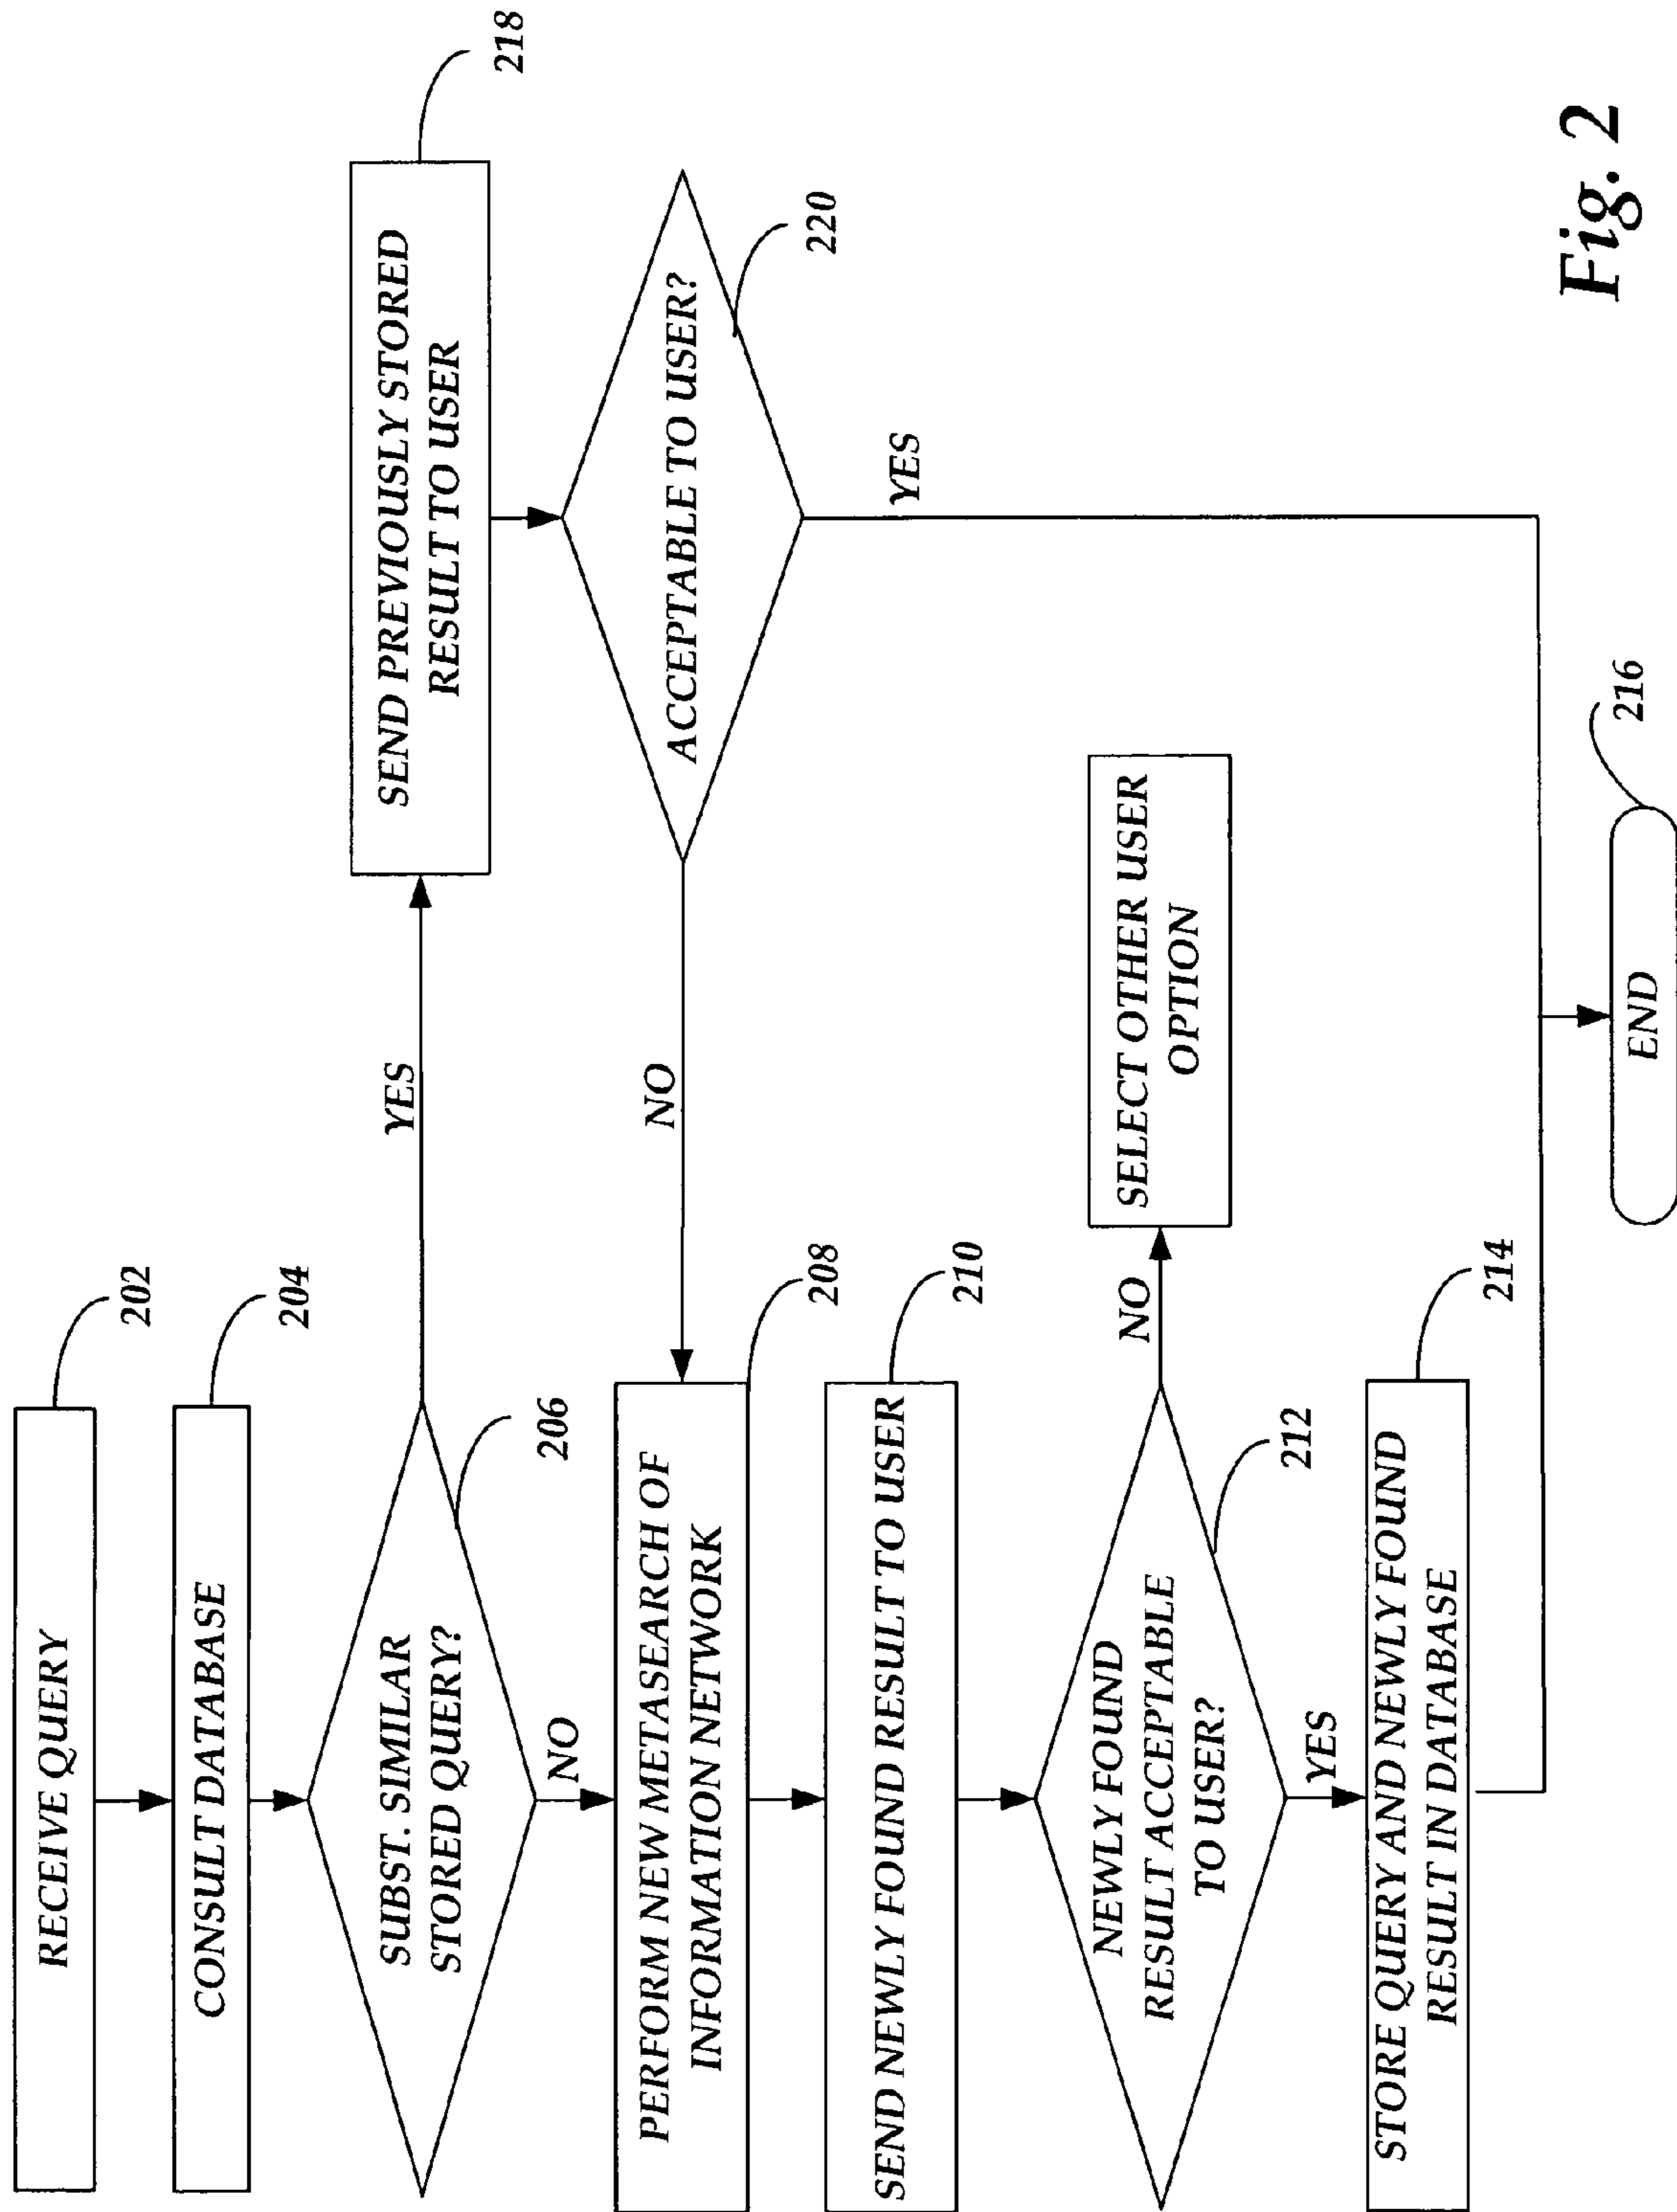 RECEIVE QUERY
202
CONSULT DATABASE
204
SUBST. SIMILAR
STORED QUERY?
206
YES
SEND PREVIOUSLY STORED
RESULT TO USER
218
NO
ACCEPTABLE TO USER?
220
NO
YES
PERFORM NEW METASEARCH OF
INFORMATION NETWORK
208
SEND NEWLY FOUND RESULT TO USER
210
NEWLY FOUND
RESULT ACCEPTABLE
TO USER?
212
NO
SELECT OTHER USER
OPTION
YES
STORE QUERY AND NEWLY FOUND
RESULT IN DATABASE
214
END
216
Fig. 2